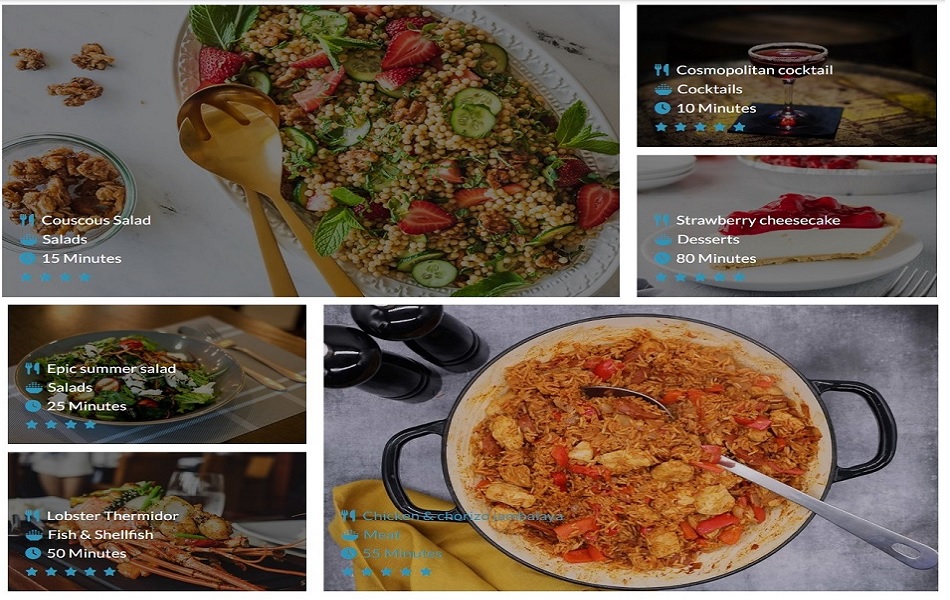 Couscous Salad
Salads
15 Minutes
Cosmopolitan cocktail
Cocktails
10 Minutes
Strawberry cheesecake
Desserts
80 Minutes
Epic summer salad
Salads
25 Minutes
Lobster Thermidor
Fish & Shellfish
50 Minutes
Chicken & chorizo jambalaya
Meat
55 Minutes